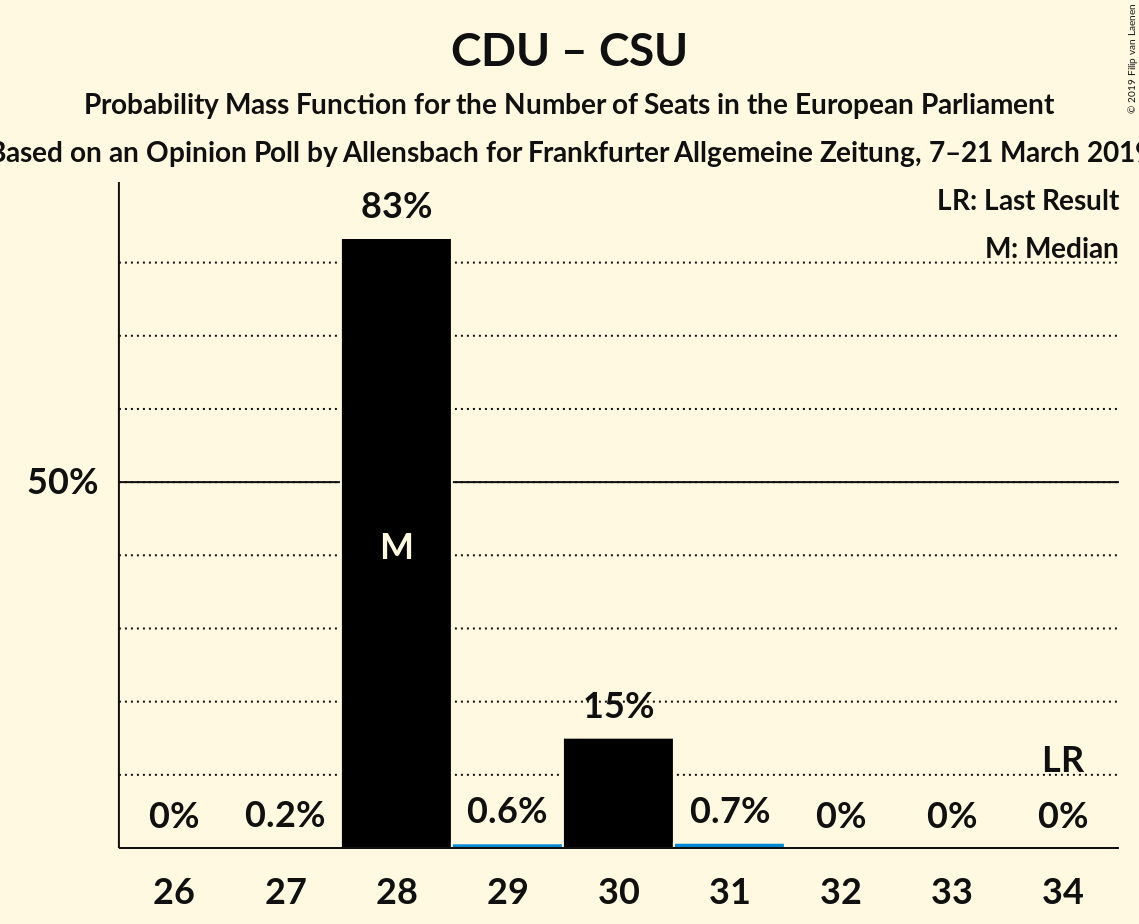 CDU – CSU
Probability Mass Function for the Number of Seats in the European Parliament
Based on an Opinion Poll by Allensbach for Frankfurter Allgemeine Zeitung, 7–21 March 2019
© 2019 Filip van Laenen
LR: Last Result
M: Median
83%
50%
M
15%
LR
0% 0.2% 0.6% 0.7% 0% 0% 0%
26 27 28 29 30 31 32 33 34